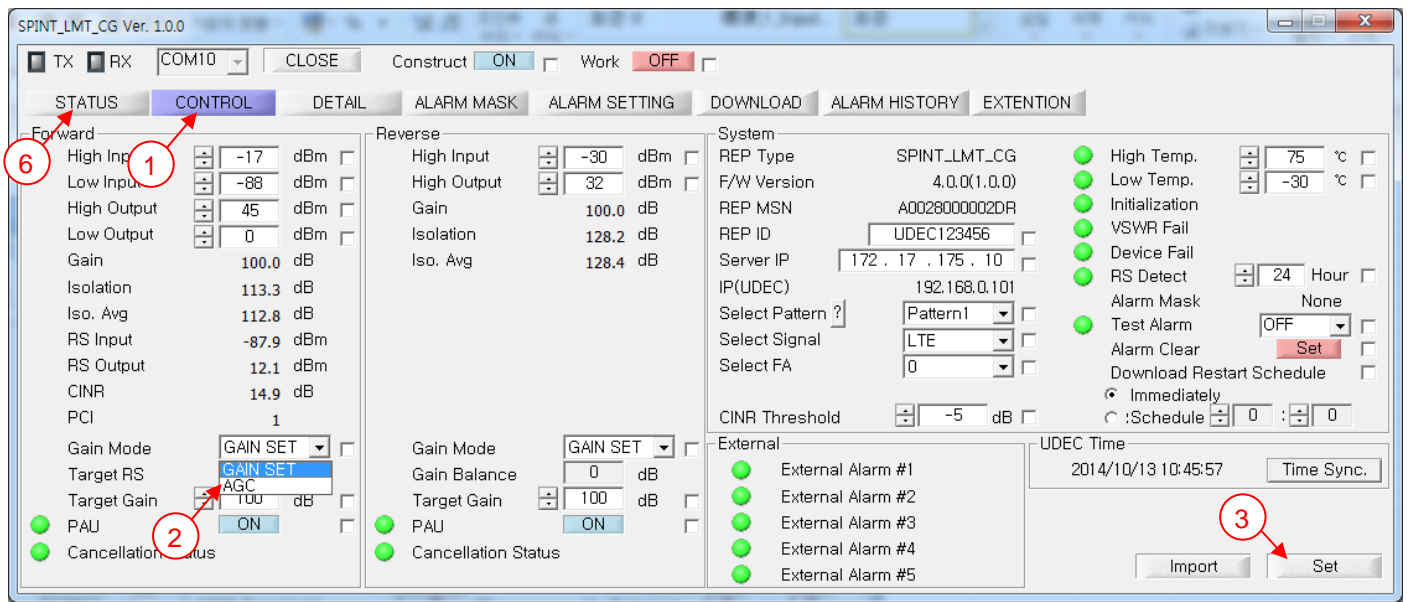 SPINT_LMT_CG Ver. 1.0.0
TX RX COM10 CLOSE Construct ON Work OFF
STATUS CONTROL DETAIL ALARM MASK ALARM SETTING DOWNLOAD ALARM HISTORY EXTENTION
6
1
Forward
High -17 dBm
Low Input -88 dBm
High Output 45 dBm
Low Output 0 dBm
Gain 100.0 dB
Isolation 113.3 dB
Iso. Avg 112.8 dB
RS Input -87.9 dBm
RS Output 12.1 dBm
CINR 14.9 dB
PCI 1
Gain Mode GAIN SET
GAIN SET
Target RS
AGC
Target Gain 100 dB
PAU ON
2
Cancellation
Reverse
High Input -30 dBm
High Output 32 dBm
Gain 100.0 dB
Isolation 128.2 dB
Iso. Avg 128.4 dB
Gain Mode GAIN SET
Gain Balance 0 dB
Target Gain 100 dB
PAU ON
Cancellation Status
System
REP Type SPINT_LMT_CG
F/W Version 4.0.0(1.0.0)
REP MSN A0028000002DR
REP ID UDEC123456
Server IP 172 . 17 . 175 . 10
IP(UDEC) 192.168.0.101
Select Pattern ? Pattern1
Select Signal LTE
Select FA 0
CINR Threshold -5 dB
High Temp. 75 ℃
Low Temp. -30 ℃
Initialization
VSWR Fail
Device Fail
RS Detect 24 Hour
Alarm Mask None
Test Alarm OFF
Alarm Clear Set
Download Restart Schedule
Immediately
:Schedule 0 : 0
External
External Alarm #1
External Alarm #2
External Alarm #3
External Alarm #4
External Alarm #5
UDEC Time
2014/10/13 10:45:57 Time Sync.
3
Import Set